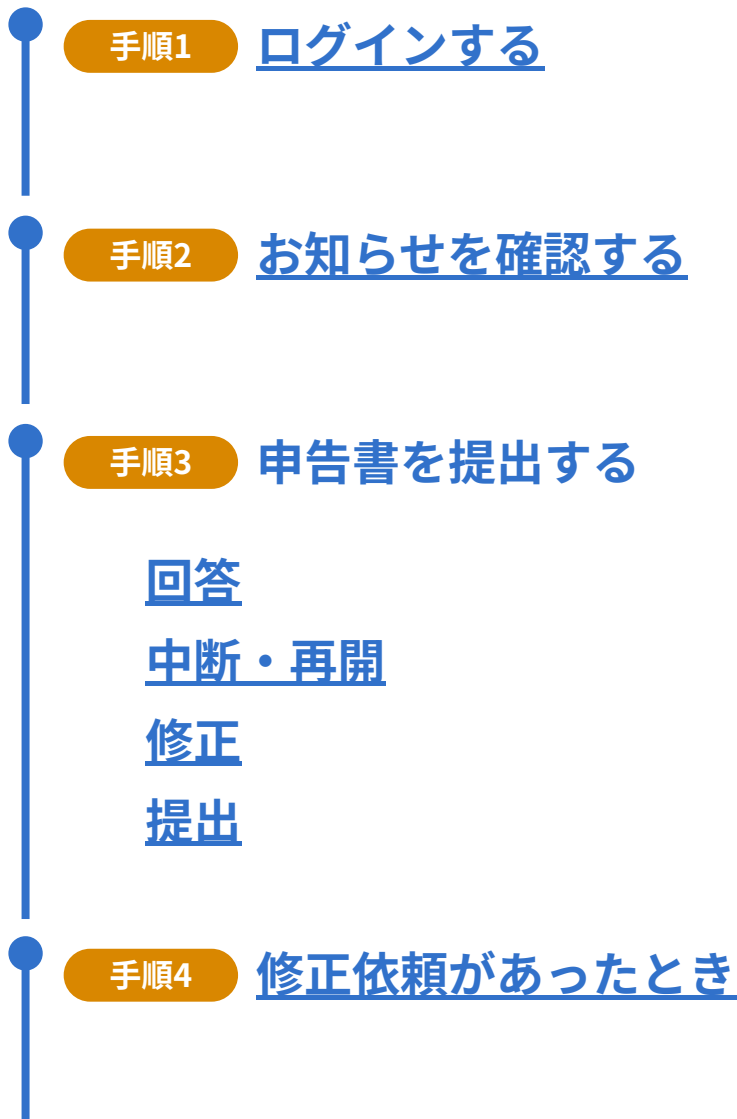 手順1 ログインする
手順2 お知らせを確認する
手順3 申告書を提出する
回答
中断・再開
修正
提出
手順4 修正依頼があったとき